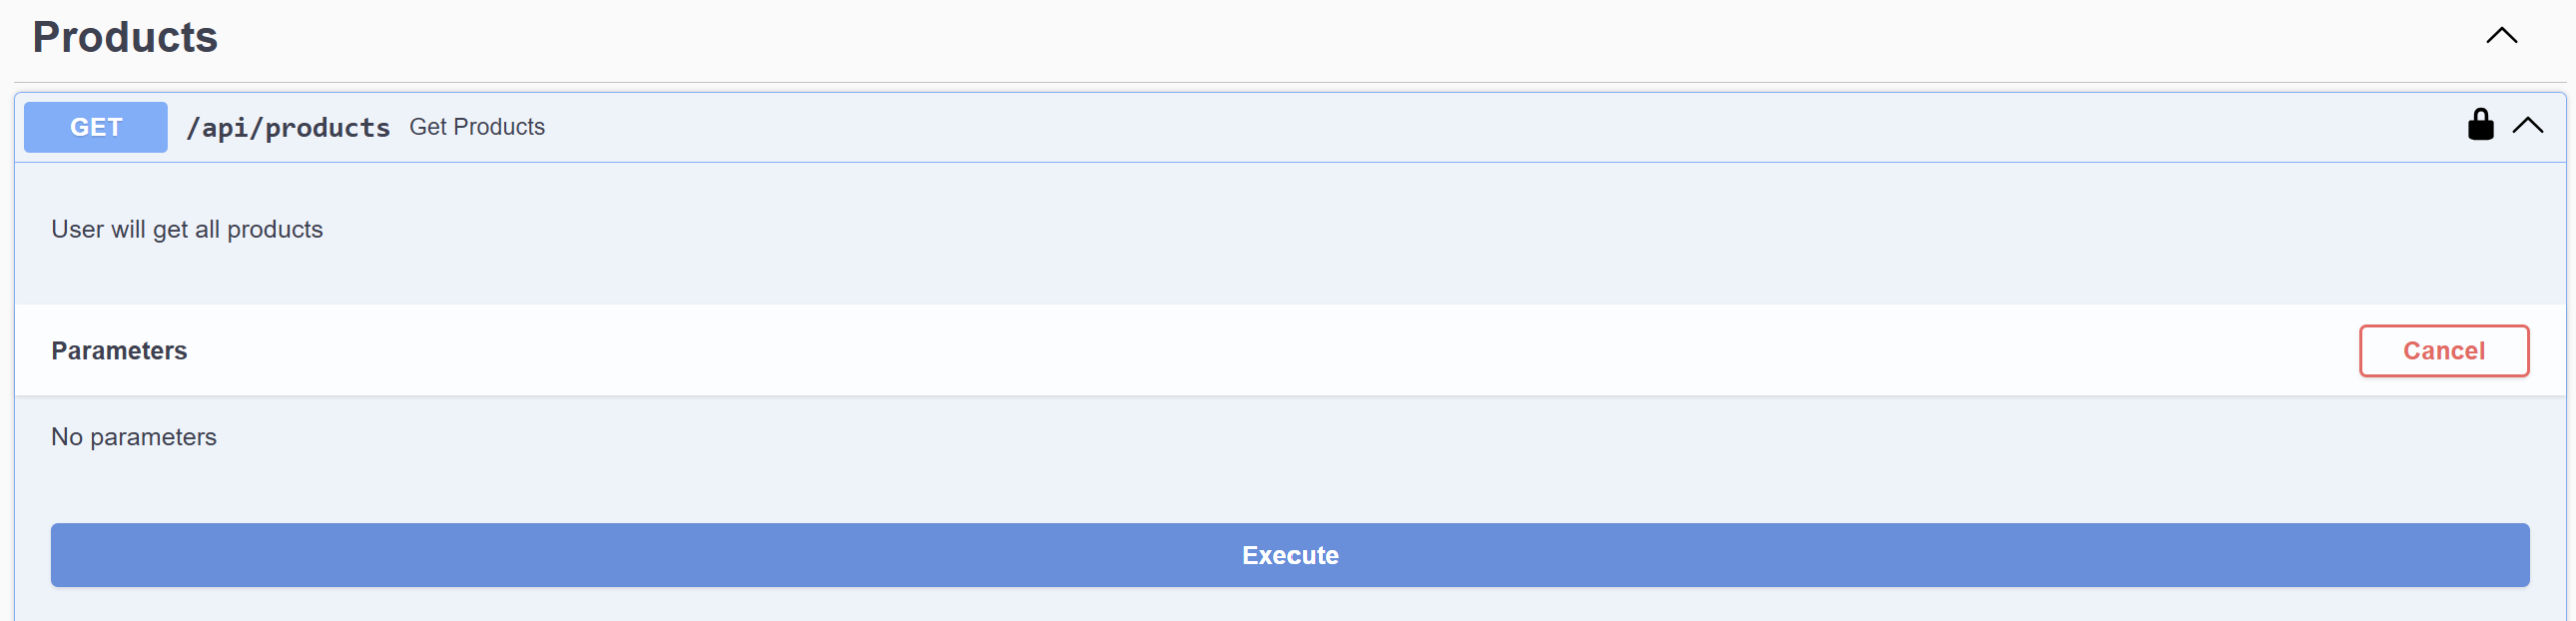 Products
GET /api/products Get Products
User will get all products
Parameters Cancel
No parameters
Execute